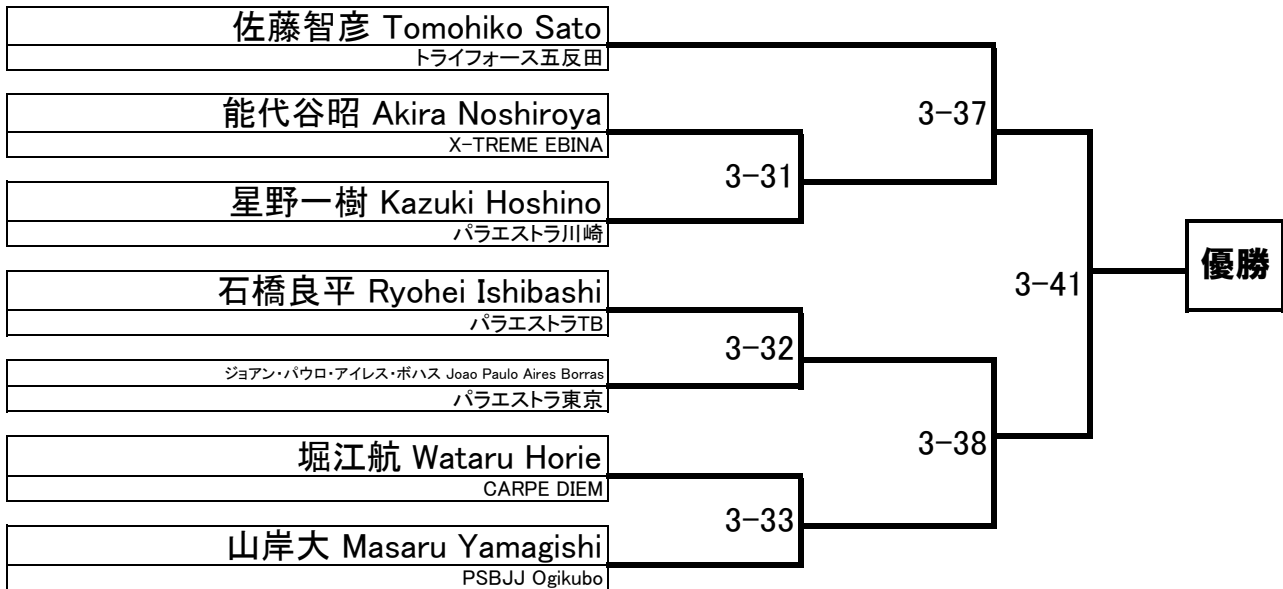 佐藤智彦 Tomohiko Sato
トライフォース五反田
能代谷昭 Akira Noshiroya
X-TREME EBINA
星野一樹 Kazuki Hoshino
パラエストラ川崎
石橋良平 Ryohei Ishibashi
パラエストラTB
ジョアン・パウロ・アイレス・ボハス Joao Paulo Aires Borras
パラエストラ東京
堀江航 Wataru Horie
CARPE DIEM
山岸大 Masaru Yamagishi
PSBJJ Ogikubo
3-31
3-32
3-33
3-37
3-38
3-41
優勝